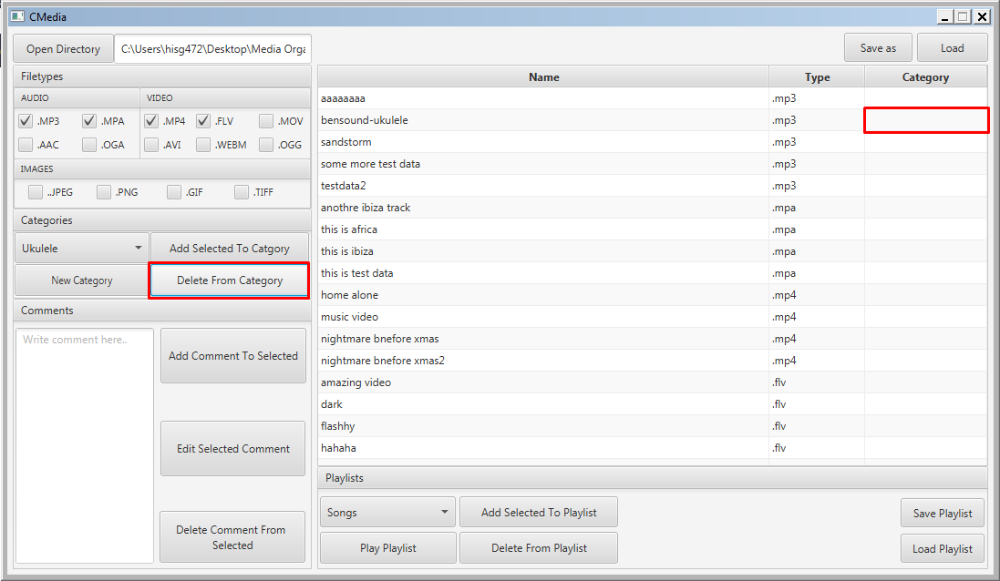 CMedia
Open Directory
C:\Users\hisg472\Desktop\Media Orga
Save as
Load
Filetypes
AUDIO
VIDEO
.MP3
.MPA
.MP4
.FLV
.MOV
.AAC
.OGA
.AVI
.WEBM
.OGG
IMAGES
..JPEG
.PNG
.GIF
.TIFF
Categories
Ukulele
Add Selected To Catgory
New Category
Delete From Category
Comments
Write comment here..
Add Comment To Selected
Edit Selected Comment
Delete Comment From
Selected
Name Type Category
aaaaaaaa .mp3
bensound-ukulele .mp3
sandstorm .mp3
some more test data .mp3
testdata2 .mp3
anothre ibiza track .mpa
this is africa .mpa
this is ibiza .mpa
this is test data .mpa
home alone .mp4
music video .mp4
nightmare bnefore xmas .mp4
nightmare bnefore xmas2 .mp4
amazing video .flv
dark .flv
flashhy .flv
hahaha .flv
Playlists
Songs
Add Selected To Playlist
Save Playlist
Play Playlist
Delete From Playlist
Load Playlist